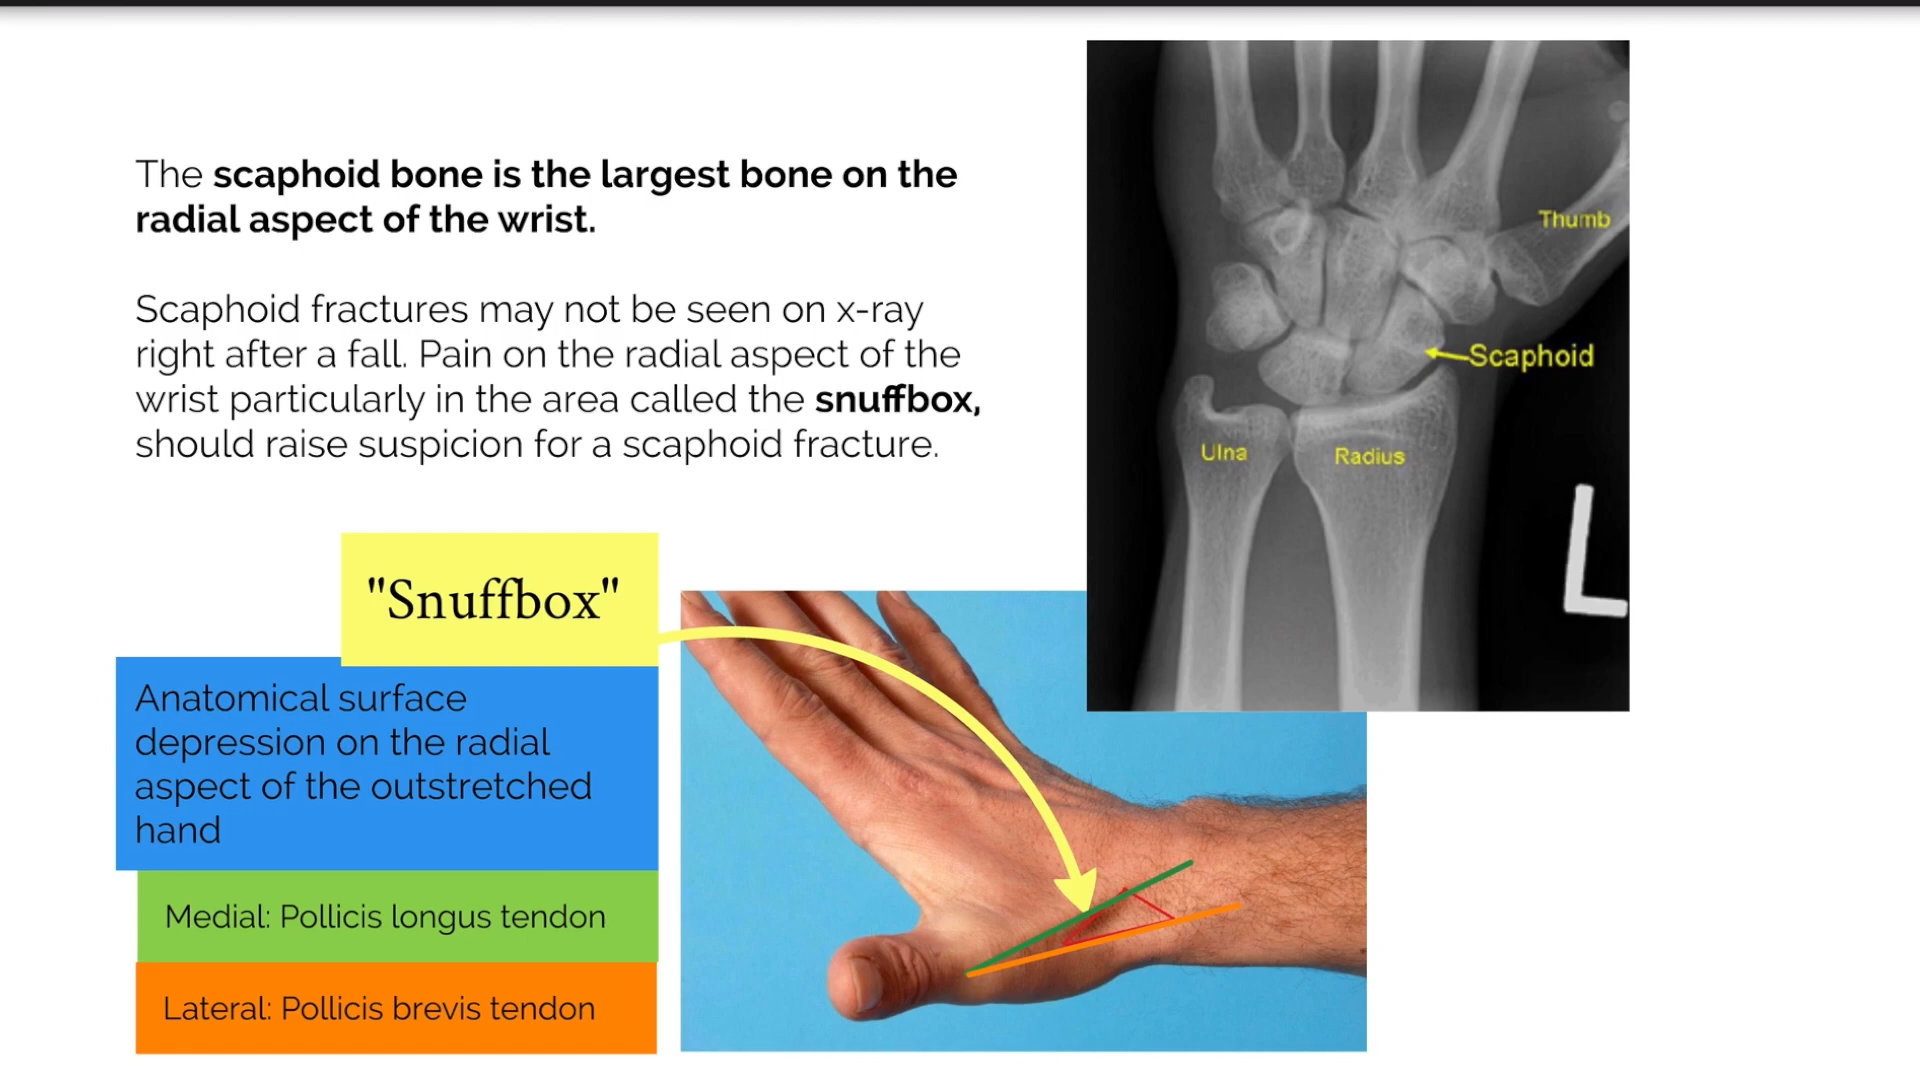 The scaphoid bone is the largest bone on the
radial aspect of the wrist.
Scaphoid fractures may not be seen on x-ray
right after a fall. Pain on the radial aspect of the
wrist particularly in the area called the snuffbox,
should raise suspicion for a scaphoid fracture.
"Snuffbox"
Anatomical surface
depression on the radial
aspect of the outstretched
hand
Medial: Pollicis longus tendon
Lateral: Pollicis brevis tendon
Thumb
Scaphoid
Ulna
Radius
L